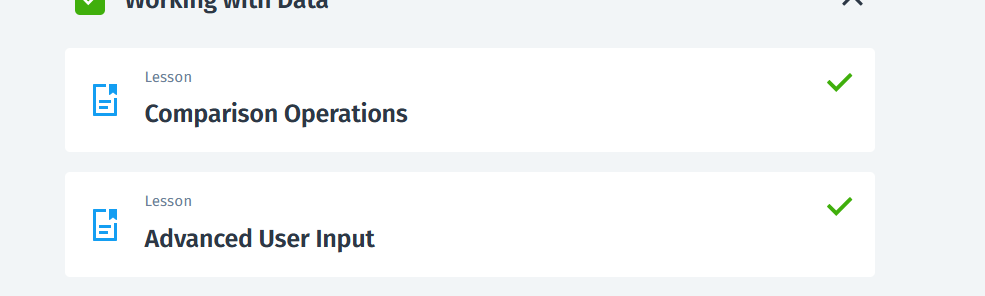 Working with Data
Lesson
Comparison Operations
Lesson
Advanced User Input